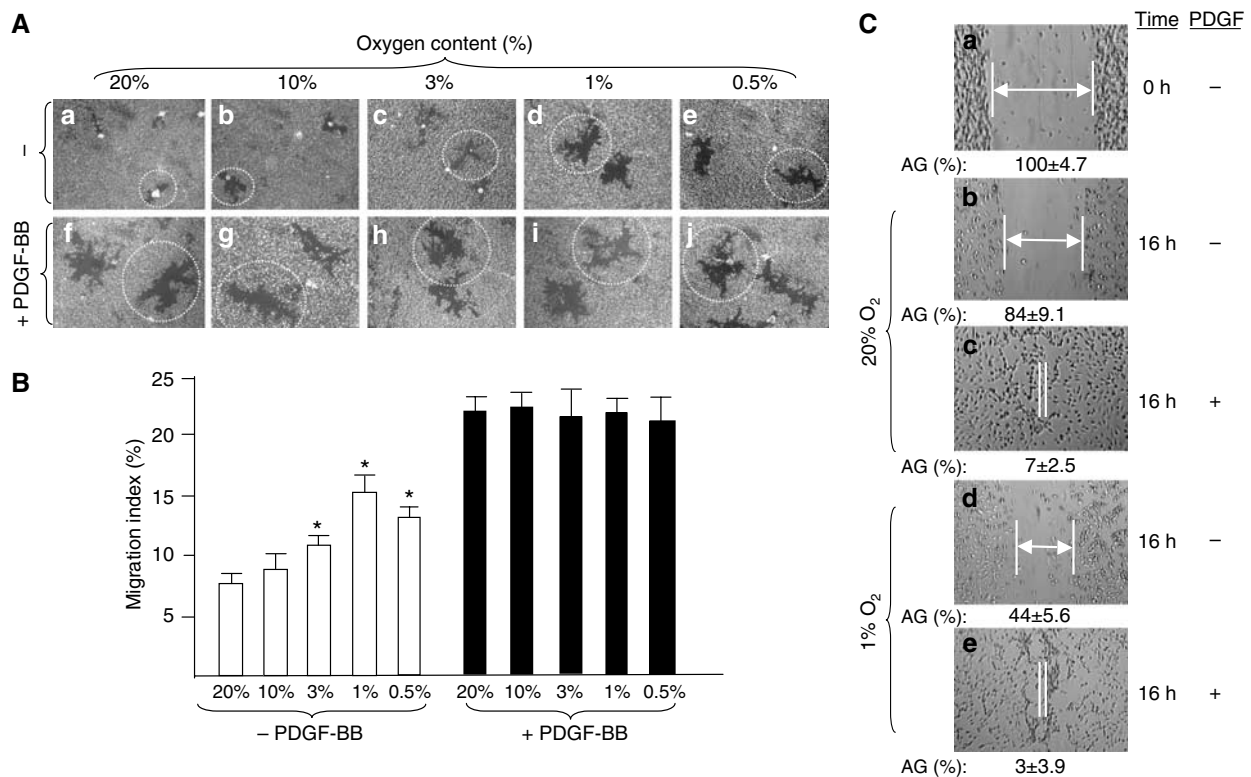 A
Oxygen content (%)
20% 10% 3% 1% 0.5%
–
a b c d e
+ PDGF-BB
f g h i j
B
Migration index (%)
25
20
15
10
5
* * *
20% 10% 3% 1% 0.5% 20% 10% 3% 1% 0.5%
– PDGF-BB + PDGF-BB
C
Time PDGF
a
0 h –
AG (%): 100±4.7
20% O₂
b
16 h –
AG (%): 84±9.1
c
16 h +
AG (%): 7±2.5
1% O₂
d
16 h –
AG (%): 44±5.6
e
16 h +
AG (%): 3±3.9